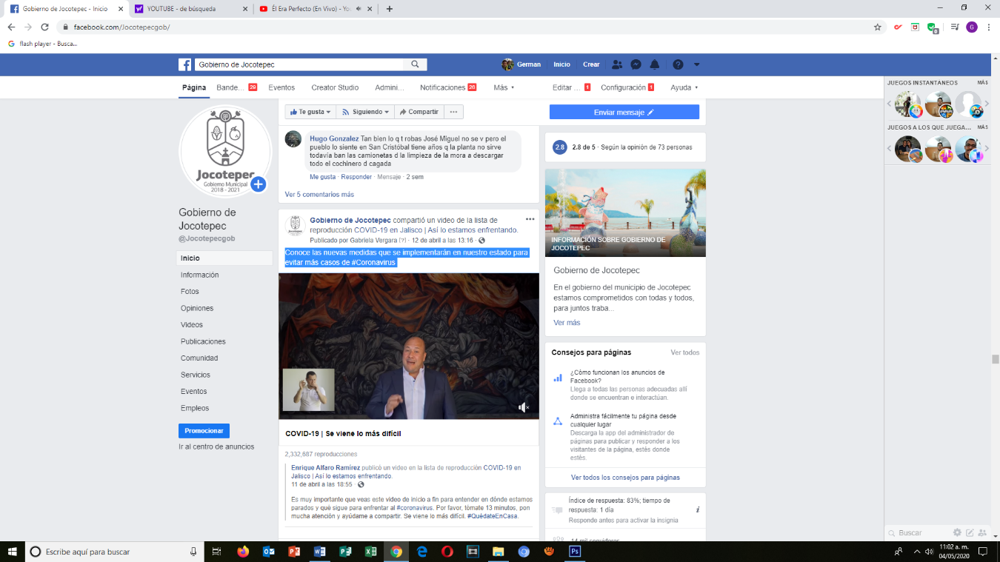 Gobierno de Jocotepec - Inicio
YOUTUBE - de búsqueda
Él Era Perfecto (En Vivo) - You
facebook.com/Jocotepecgob/
G
flash player - Busca...
Gobierno de Jocotepec
German
Inicio
Crear
Página
Bande... 29
Eventos
Creator Studio
Admini...
Notificaciones 26
Más
Editar ... 1
Configuración 1
Ayuda
Te gusta
Siguiendo
Compartir
Enviar mensaje
Jocotepec
Gobierno Municipal
2018 - 2021
Gobierno de
Jocotepec
@Jocotepecgob
Inicio
Información
Fotos
Opiniones
Videos
Publicaciones
Comunidad
Servicios
Eventos
Empleos
Promocionar
Ir al centro de anuncios
Hugo Gonzalez Tan bien lo q t robas José Miguel no se v pero el
pueblo lo siente en San Cristóbal tiene años q la planta no sirve
todavía ban las camionetas d la limpieza de la mora a descargar
todo el cochinero d cagada
Me gusta · Responder · Mensaje · 2 sem
Ver 5 comentarios más
Gobierno de Jocotepec compartió un video de la lista de
reproducción COVID-19 en Jalisco | Así lo estamos enfrentando.
Publicado por Gabriela Vergara [?] · 12 de abril a las 13:16 ·
Conoce las nuevas medidas que se implementarán en nuestro estado para
evitar más casos de #Coronavirus
COVID-19 | Se viene lo más difícil
2,332,687 reproducciones
Enrique Alfaro Ramírez publicó un video en la lista de reproducción COVID-19 en
Jalisco | Así lo estamos enfrentando.
11 de abril a las 18:55 ·
Es muy importante que veas este video de inicio a fin para entender en dónde estamos
parados y qué sigue para enfrentar al #coronavirus. Por favor, tómate 13 minutos, pon
mucha atención y ayúdame a compartir. Se viene lo más difícil. #QuédateEnCasa.
2.8
2.8 de 5 · Según la opinión de 73 personas
INFORMACIÓN SOBRE GOBIERNO DE
JOCOTEPEC
Gobierno de Jocotepec
En el gobierno del municipio de Jocotepec
estamos comprometidos con todas y todos,
para juntos traba...
Ver más
Consejos para páginas
Ver todos
¿Cómo funcionan los anuncios de
Facebook?
Llega a todas las personas adecuadas allí
donde se encuentran e interactúan.
Administra fácilmente tu página desde
cualquier lugar
Descarga la app del administrador de
páginas para publicar y responder a los
visitantes de la página, estés donde
estés.
Ver todos los consejos para páginas
Índice de respuesta: 83%; tiempo de
respuesta: 1 día
Responde antes para activar la insignia
14 mil seguidores
JUEGOS INSTANTÁNEOS
MÁS
JUEGOS A LOS QUE JUEGA...
MÁS
Buscar
Escribe aquí para buscar
11:02 a. m.
04/05/2020